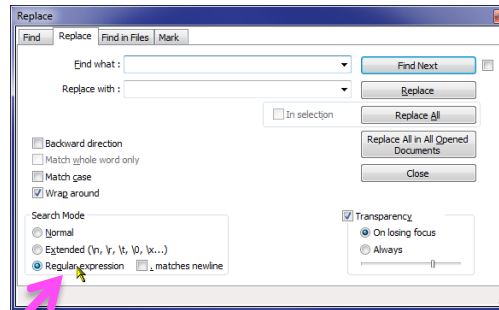 Replace
Find Replace Find in Files Mark
Find what : Find Next
Replace with : Replace
In selection Replace All
Backward direction Replace All in All Opened Documents
Match whole word only
Match case Close
Wrap around
Search Mode Transparency
Normal On losing focus
Extended (\n, \r, \t, \0, \x...) Always
Regular expression . matches newline